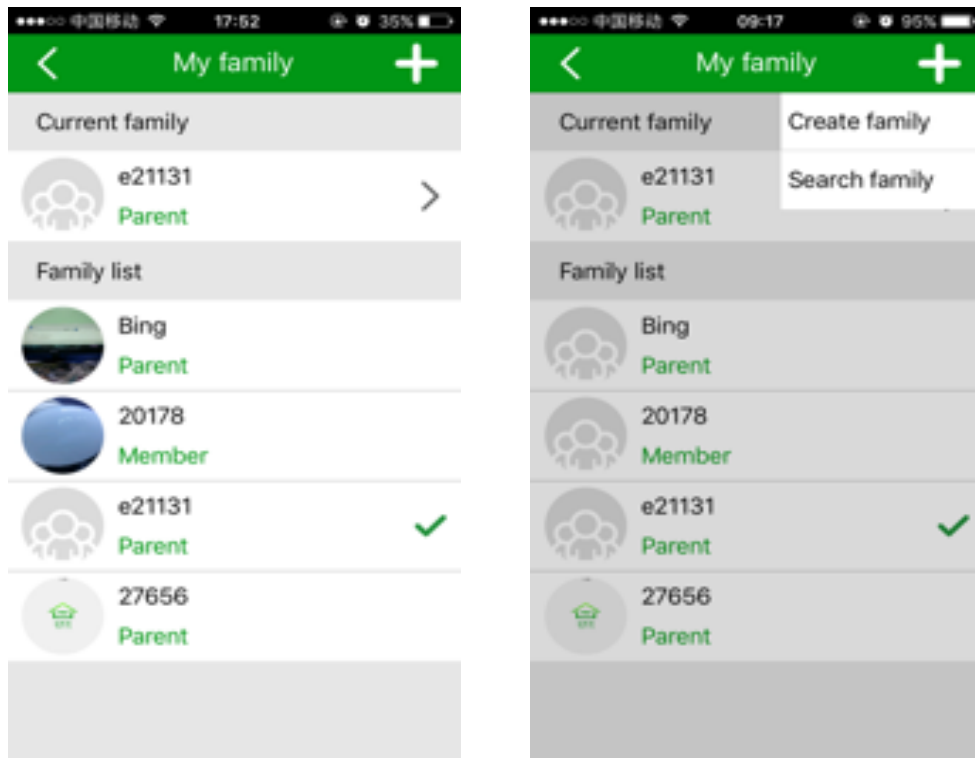 中国移动 17:52 35%
My family
Current family
e21131
Parent
Family list
Bing
Parent
20178
Member
e21131
Parent
27656
Parent
中国移动 09:17 95%
My family
Create family
Search family
Current family
e21131
Parent
Family list
Bing
Parent
20178
Member
e21131
Parent
27656
Parent